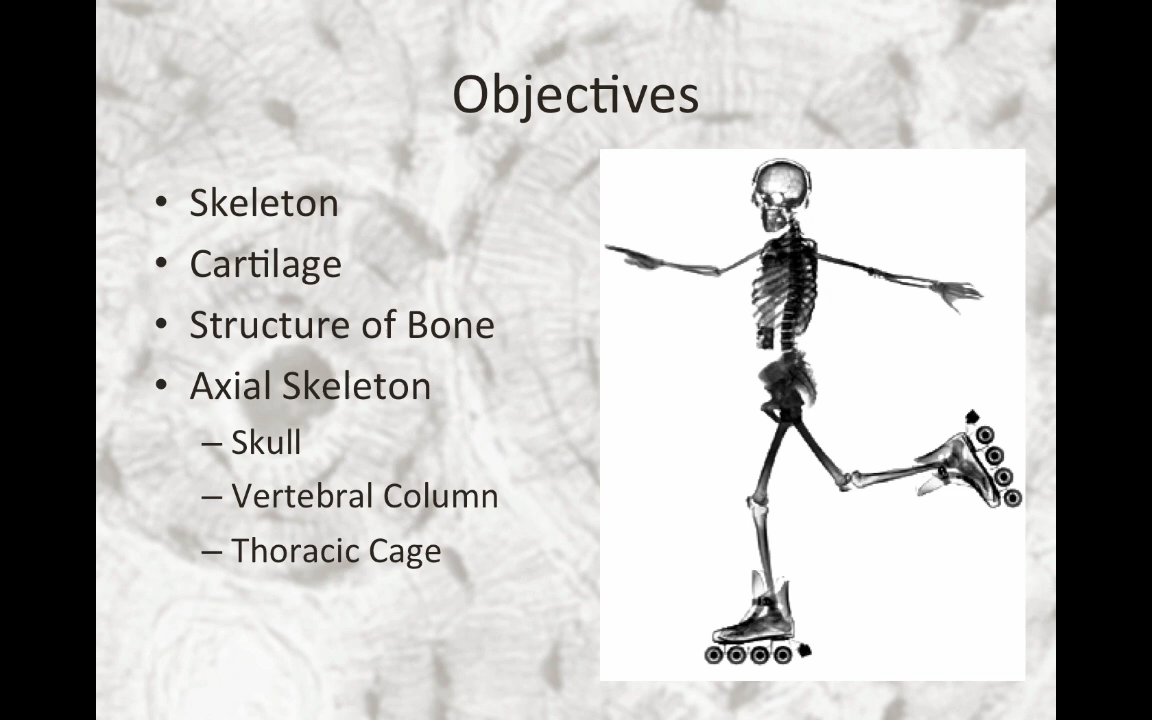 Objectives
• Skeleton
• Cartilage
• Structure of Bone
• Axial Skeleton
– Skull
– Vertebral Column
– Thoracic Cage